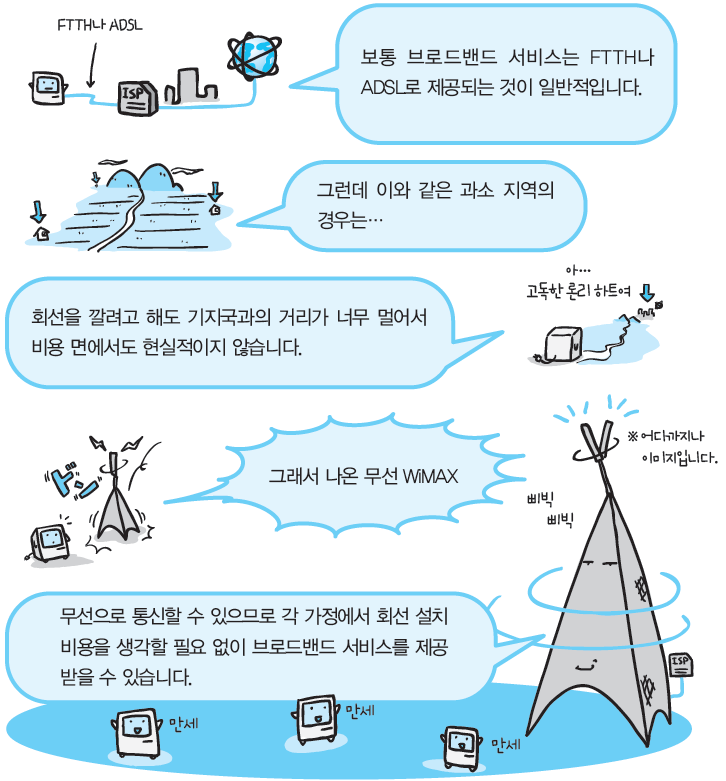 FTTH나 ADSL
ISP
보통 브로드밴드 서비스는 FTTH나
ADSL로 제공되는 것이 일반적입니다.
그런데 이와 같은 과소 지역의
경우는…
아…
고독한 론리 하트여
회선을 깔려고 해도 기지국과의 거리가 너무 멀어서
비용 면에서도 현실적이지 않습니다.
ドーン
그래서 나온 무선 WiMAX
※ 어디까지나
이미지입니다.
삐빅
삐빅
무선으로 통신할 수 있으므로 각 가정에서 회선 설치
비용을 생각할 필요 없이 브로드밴드 서비스를 제공
받을 수 있습니다.
ISP
만세
만세
만세